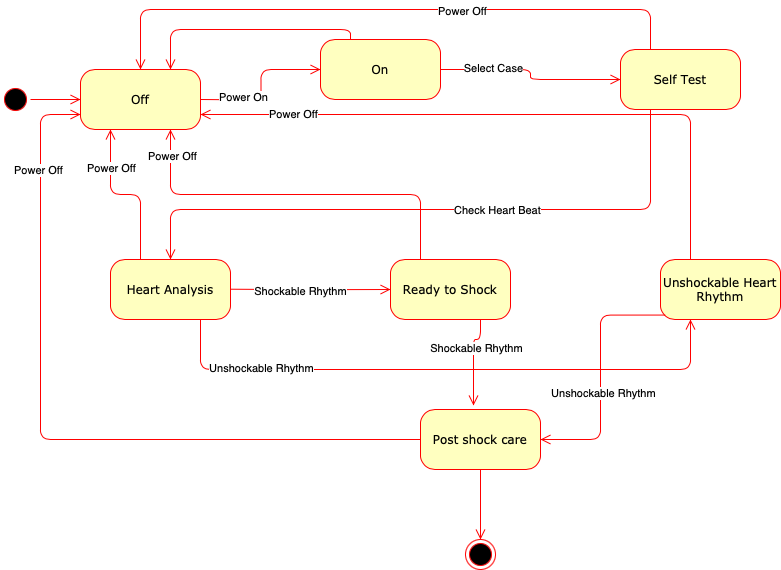 Power Off
On
Select Case
Self Test
Off
Power On
Power Off
Power Off
Power Off
Power Off
Check Heart Beat
Heart Analysis
Shockable Rhythm
Ready to Shock
Unshockable Heart
Rhythm
Shockable Rhythm
Unshockable Rhythm
Unshockable Rhythm
Post shock care